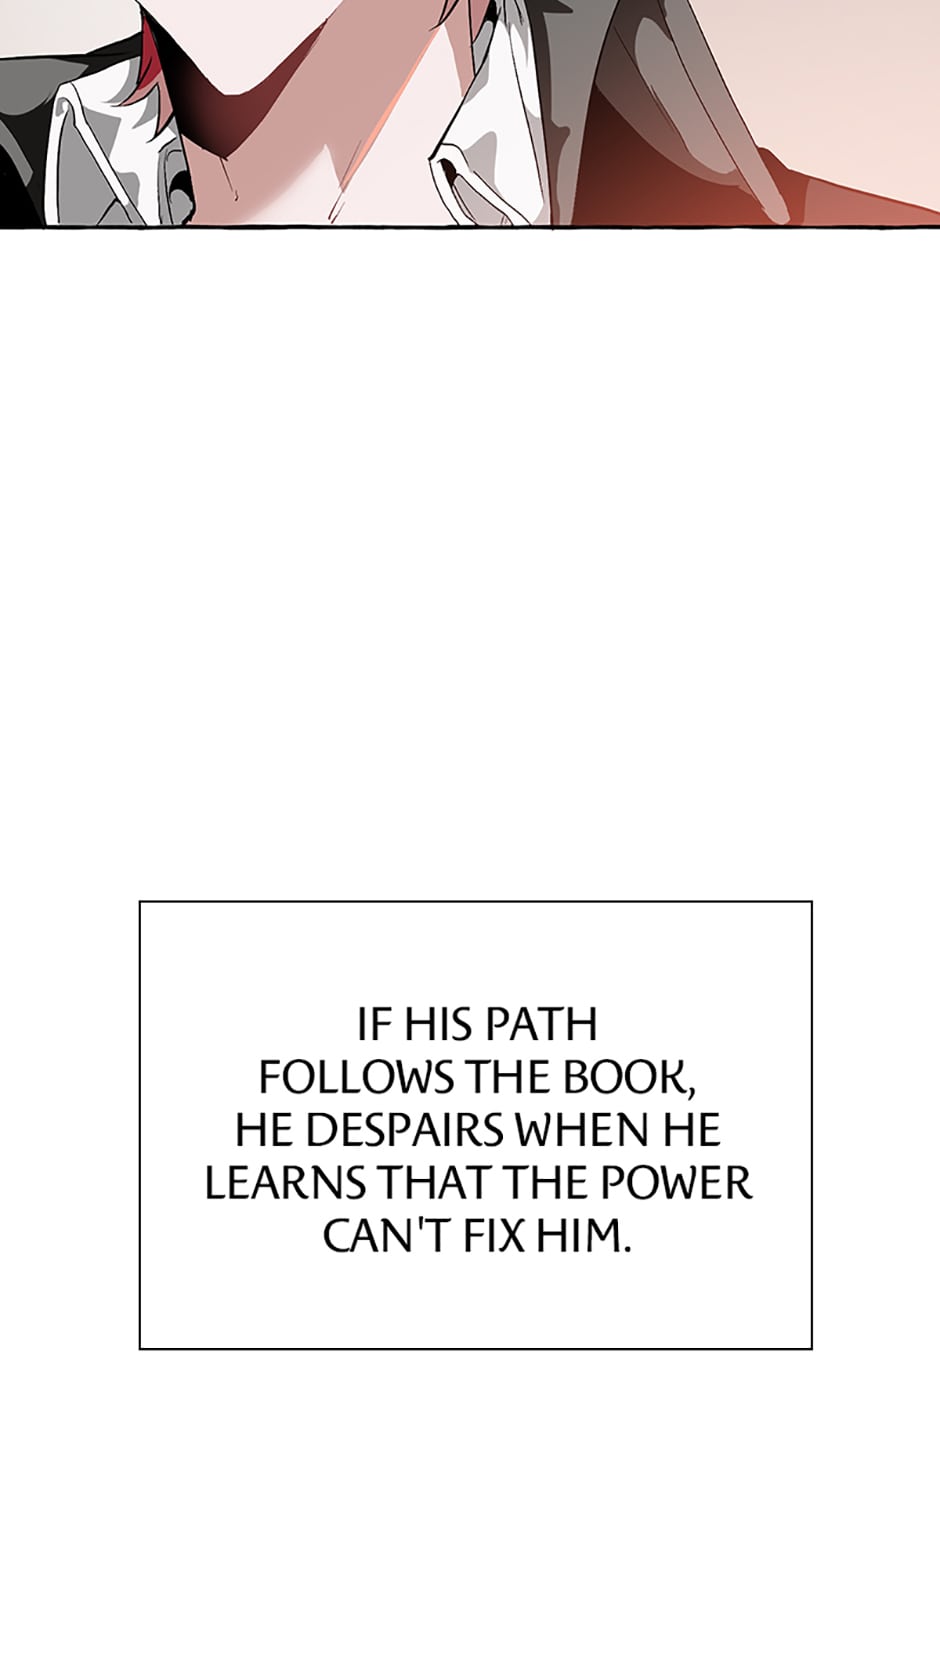 IF HIS PATH
FOLLOWS THE BOOK,
HE DESPAIRS WHEN HE
LEARNS THAT THE POWER
CAN'T FIX HIM.